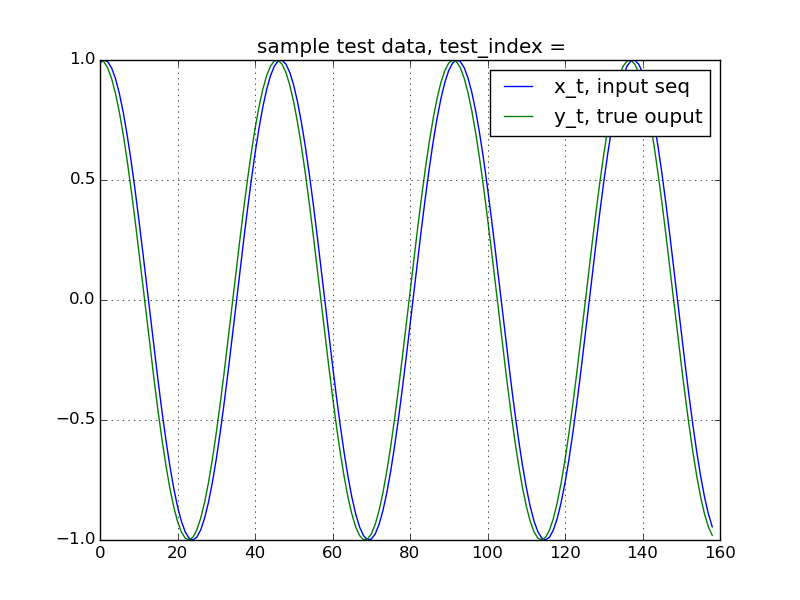 sample test data, test_index =
x_t, input seq
y_t, true ouput
1.0
0.5
0.0
−0.5
−1.0
0 20 40 60 80 100 120 140 160